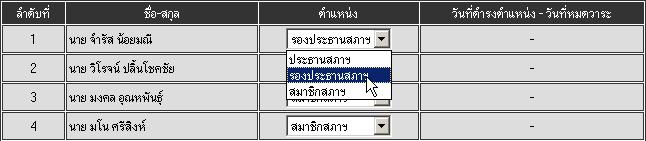 ลำดับที่ ชื่อ-สกุล ตำแหน่ง วันที่ดำรงตำแหน่ง - วันที่หมดวาระ
1 นาย จำรัส น้อยมณี รองประธานสภาฯ -
ประธานสภาฯ
2 นาย วิโรจน์ ปลื้นโชคชัย รองประธานสภาฯ -
3 นาย มงคล อุณหพันธุ์ สมาชิกสภาฯ -
4 นาย มโน ศรีสิงห์ สมาชิกสภาฯ -